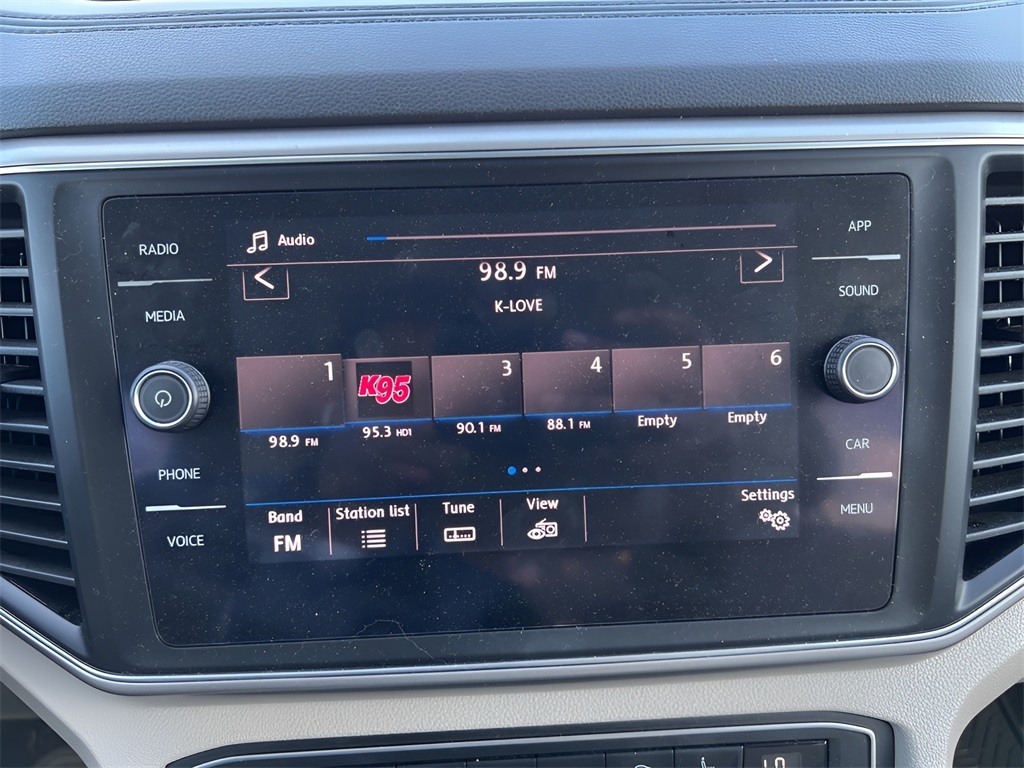 RADIO
MEDIA
PHONE
VOICE
Audio
98.9 FM
K-LOVE
1
K95
3
4
5
6
98.9 FM
95.3 HD1
90.1 FM
88.1 FM
Empty
Empty
Band
FM
Station list
Tune
View
Settings
APP
SOUND
CAR
MENU